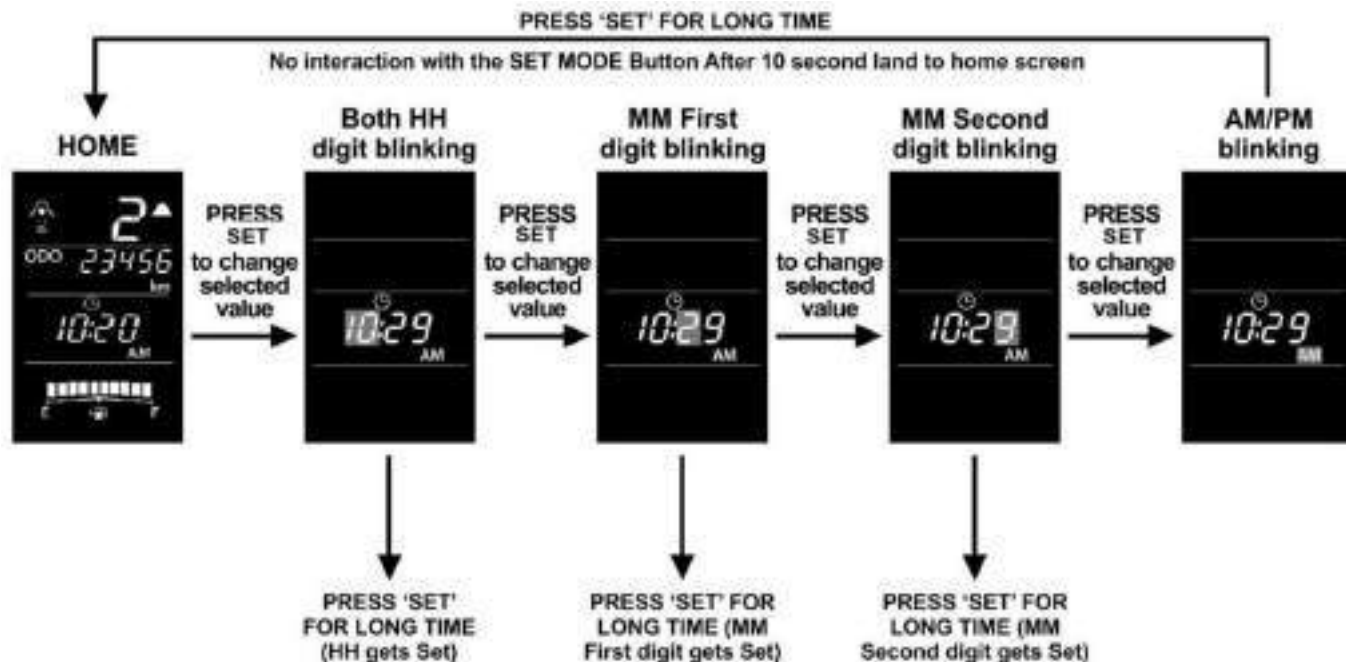 PRESS ‘SET’ FOR LONG TIME
No interaction with the SET MODE Button After 10 second land to home screen
HOME
2
ODO 23456
km
10:20
AM
E F
PRESS
SET
to change
selected
value
Both HH
digit blinking
10:29
AM
PRESS ‘SET’
FOR LONG TIME
(HH gets Set)
PRESS
SET
to change
selected
value
MM First
digit blinking
10:29
AM
PRESS ‘SET’ FOR
LONG TIME (MM
First digit gets Set)
PRESS
SET
to change
selected
value
MM Second
digit blinking
10:29
AM
PRESS ‘SET’ FOR
LONG TIME (MM
Second digit gets Set)
PRESS
SET
to change
selected
value
AM/PM
blinking
10:29
AM